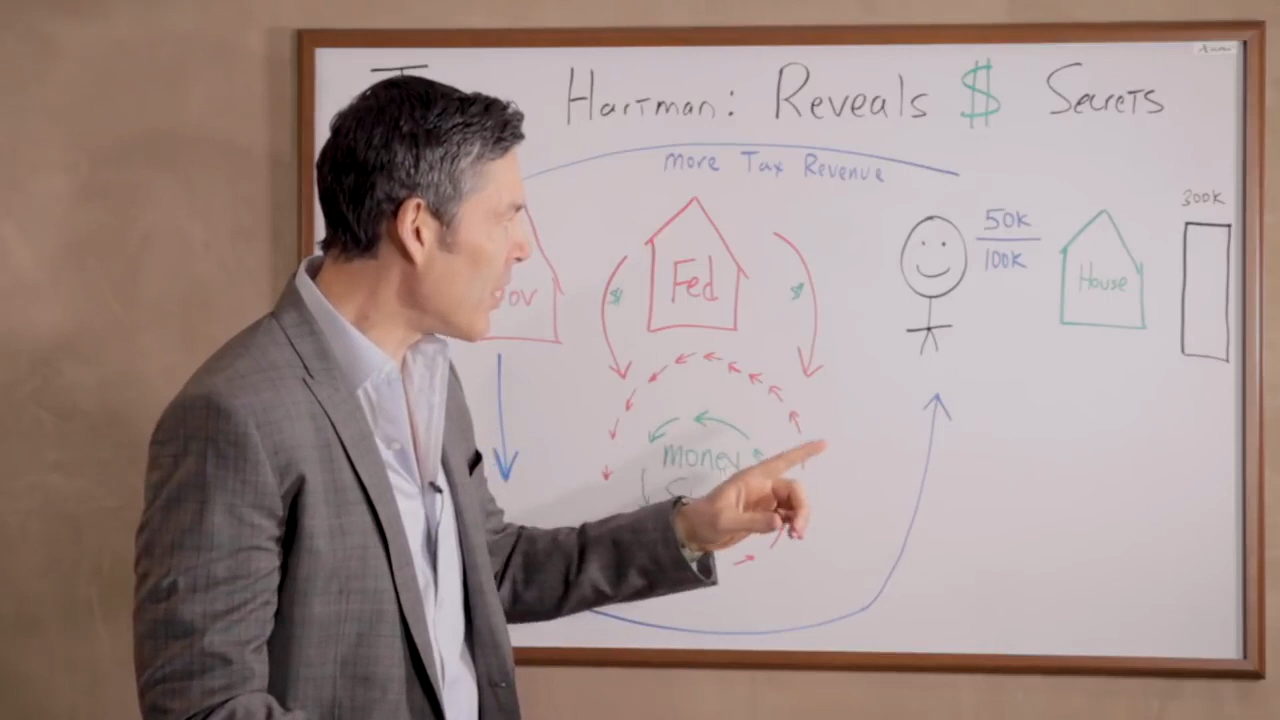 Hartman: Reveals $ Secrets
more Tax Revenue
300K
50K
100K
Fed
House
$
$
money